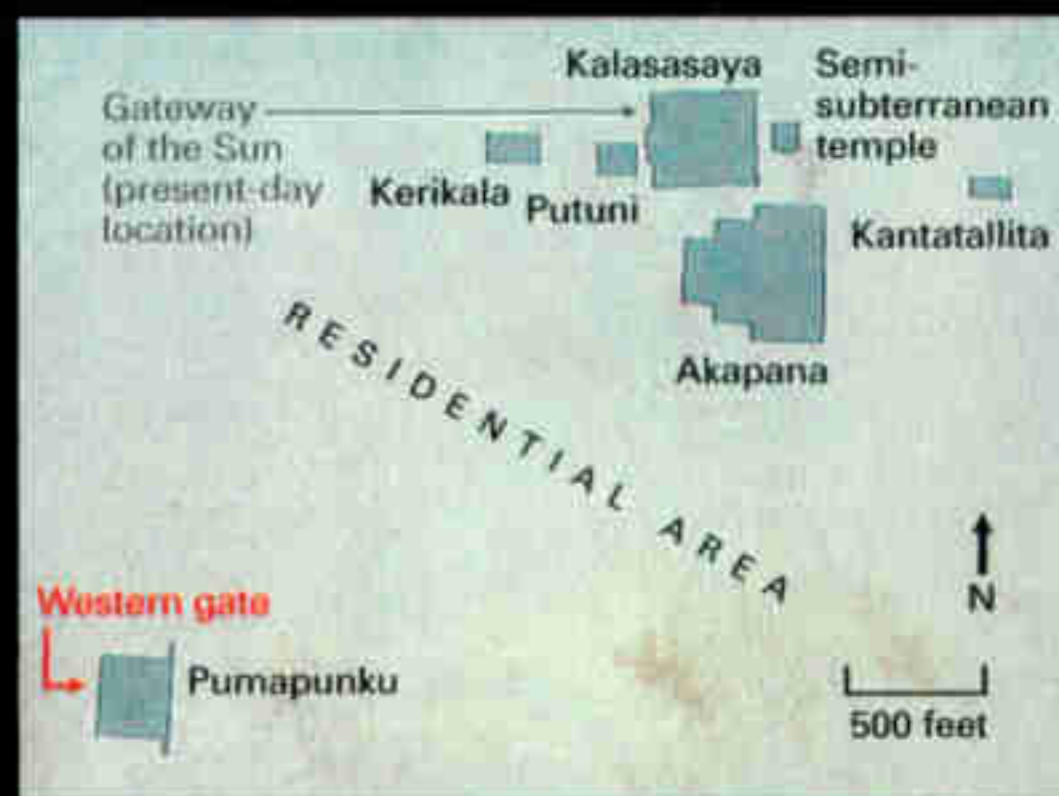 Kalasasaya
Semi-
subterranean
temple
Gateway
of the Sun
(present-day
location)
Kerikala
Putuni
Kantatallita
Akapana
RESIDENTIAL AREA
Western gate
Pumapunku
N
500 feet